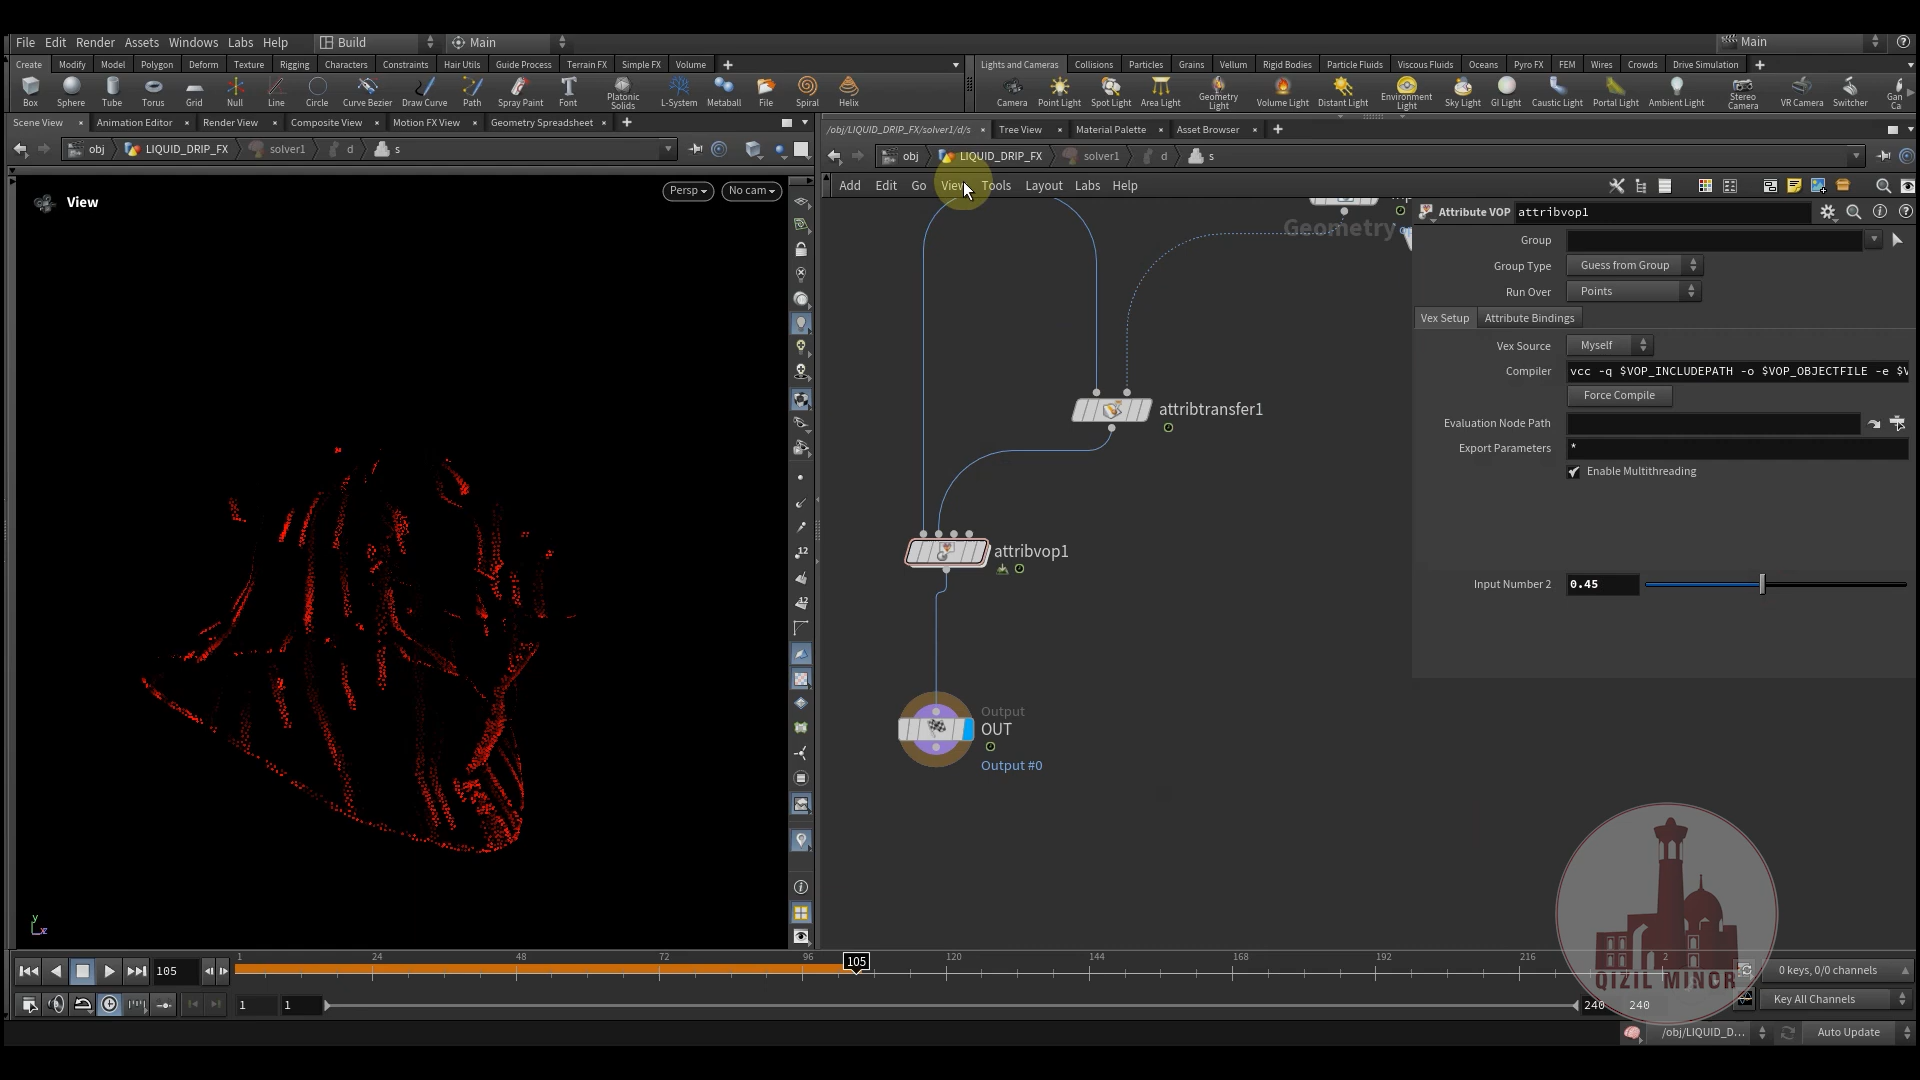 File Edit Render Assets Windows Labs Help Build Main Main
Create Modify Model Polygon Deform Texture Rigging Characters Constraints Hair Utils Guide Process Terrain FX Simple FX Volume
Lights and Cameras Collisions Particles Grains Vellum Rigid Bodies Particle Fluids Viscous Fluids Oceans Pyro FX FEM Wires Crowds Drive Simulation
Box Sphere Tube Torus Grid Null Line Circle Curve Bezier Draw Curve Path Spray Paint Font Platonic Solids L-System Metaball File Spiral Helix
Camera Point Light Spot Light Area Light Geometry Light Volume Light Distant Light Environment Light Sky Light GI Light Caustic Light Portal Light Ambient Light Stereo Camera VR Camera Switcher Gan Ca
Scene View Animation Editor Render View Composite View Motion FX View Geometry Spreadsheet
/obj/LIQUID_DRIP_FX/solver1/d/s Tree View Material Palette Asset Browser
obj LIQUID_DRIP_FX solver1 d s
obj LIQUID_DRIP_FX solver1 d s
Add Edit Go View Tools Layout Labs Help
View
Persp
No cam
12
12
Geometry
attribtransfer1
attribvop1
Output
OUT
Output #0
Attribute VOP attribvop1
Group
Group Type Guess from Group
Run Over Points
Vex Setup Attribute Bindings
Vex Source Myself
Compiler vcc -q $VOP_INCLUDEPATH -o $VOP_OBJECTFILE -e $V
Force Compile
Evaluation Node Path
Export Parameters *
Enable Multithreading
Input Number 2 0.45
y
z
QIZIL MINOR
105
1 24 48 72 96 105 120 144 168 192 216 2
0 keys, 0/0 channels
1 1 240 240
Key All Channels
/obj/LIQUID_D... Auto Update